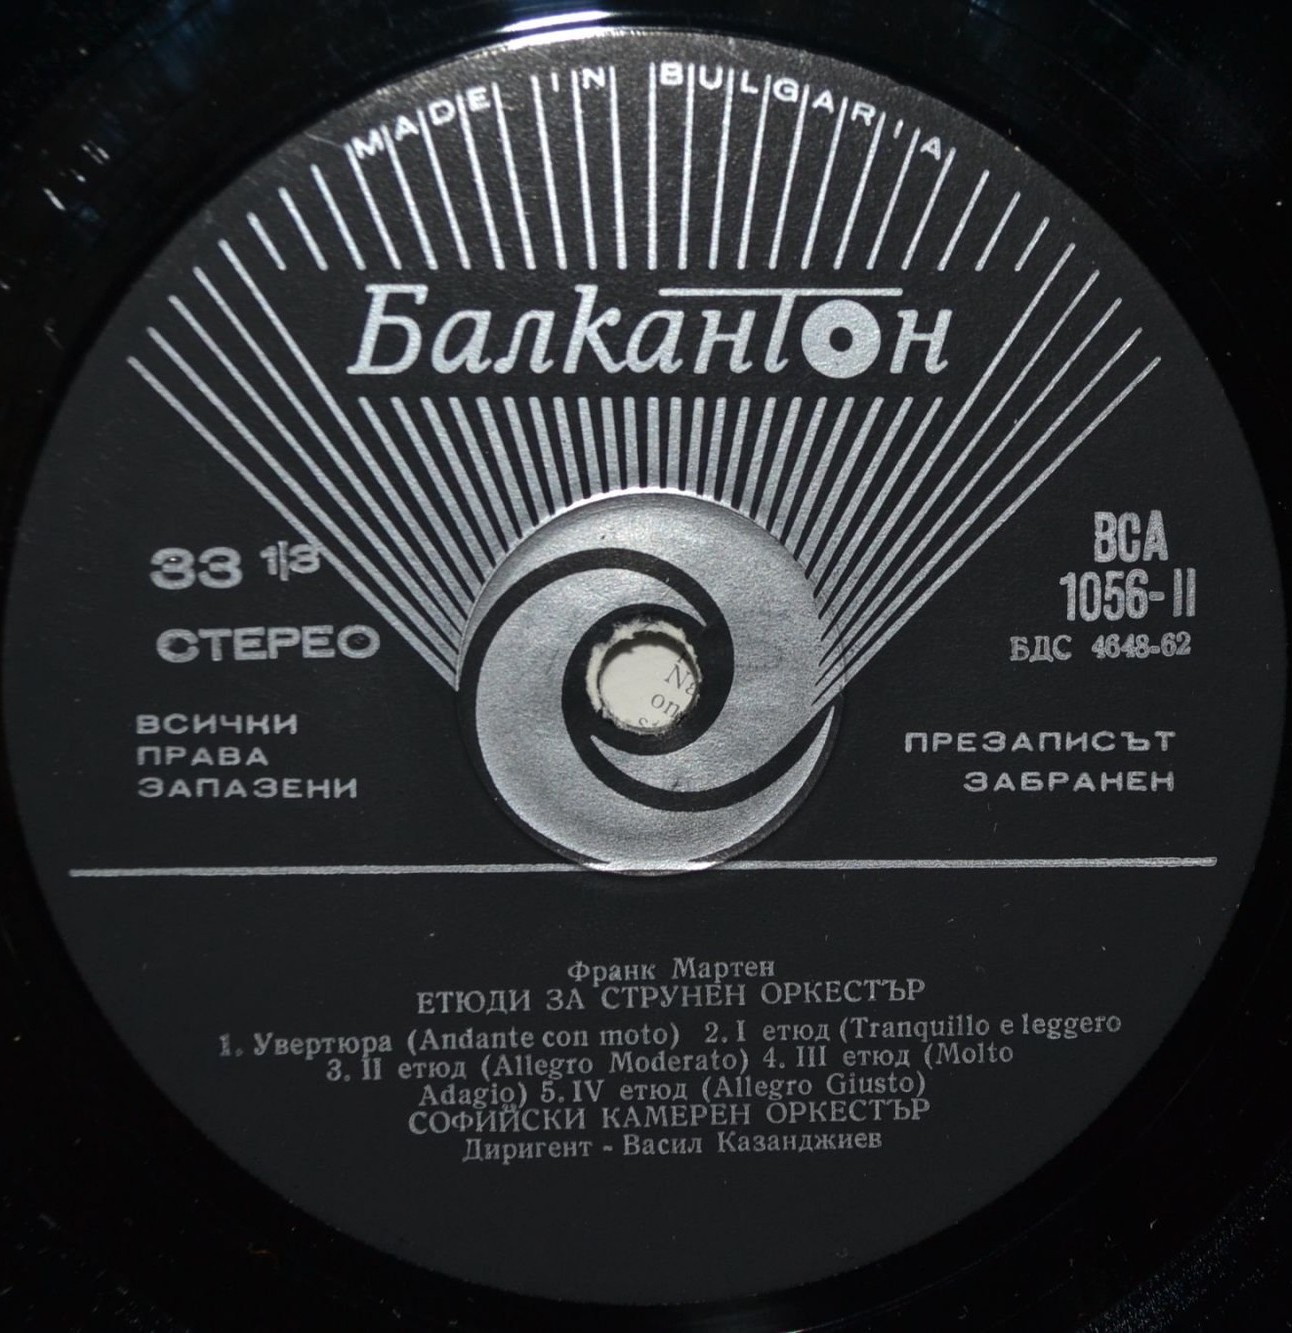 MADE IN BULGARIA
Балкантон
33 1/3
СТЕРЕО
ВСИЧКИ
ПРАВА
ЗАПАЗЕНИ
ВСА
1056-II
БДС 4648-62
ПРЕЗАПИСЪТ
ЗАБРАНЕН
Франк Мартен
ЕТЮДИ ЗА СТРУНЕН ОРКЕСТЪР
1. Увертюра (Andante con moto) 2. I етюд (Tranquillo e leggero
3. II етюд (Allegro Moderato) 4. III етюд (Molto
Adagio) 5. IV етюд (Allegro Giusto)
СОФИЙСКИ КАМЕРЕН ОРКЕСТЪР
Диригент - Васил Казанджиев